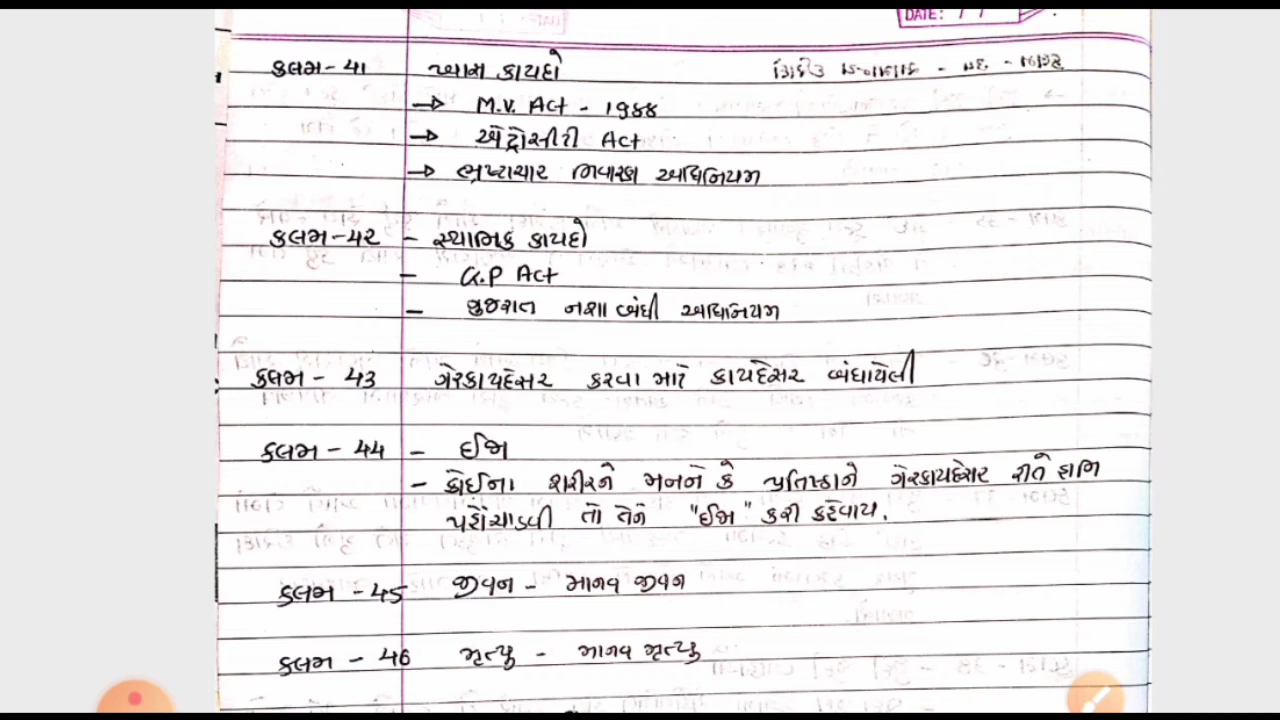 DATE: / /
કલમ - 41 ખાસ કાયદો
→ M.V. Act - 1988
→ એટ્રોસીટી Act
→ ભ્રષ્ટાચાર નિવારણ અધિનિયમ
કલમ - 42 - સ્થાનિક કાયદો
- G.P Act
- ગુજરાત નશાબંધી અધિનિયમ
કલમ - 43 ગેરકાયદેસર કરવા માટે કાયદેસર બંધાયેલી
કલમ - 44 - ઈજા
- કોઈના શરીરને મનને કે પ્રતિષ્ઠાને ગેરકાયદેસર રીતે હાનિ
પહોંચાડવી તો તેને "ઈજા" કરી કહેવાય.
કલમ - 45 જીવન - માનવ જીવન
કલમ - 46 મૃત્યુ - માનવ મૃત્યુ